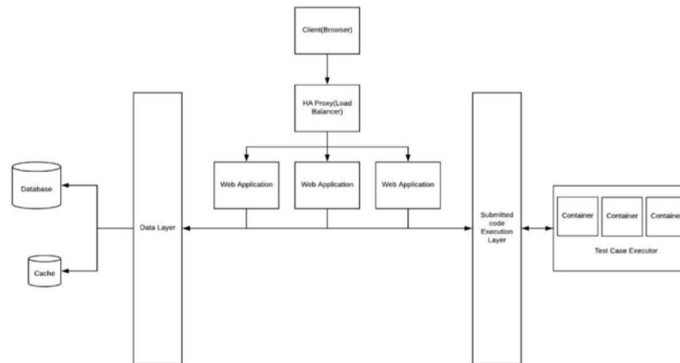 Client(Browser)
HA Proxy(Load
Balancer)
Web Application
Web Application
Web Application
Database
Cache
Data Layer
Submitted
code
Execution
Layer
Container
Container
Container
Test Case Executor